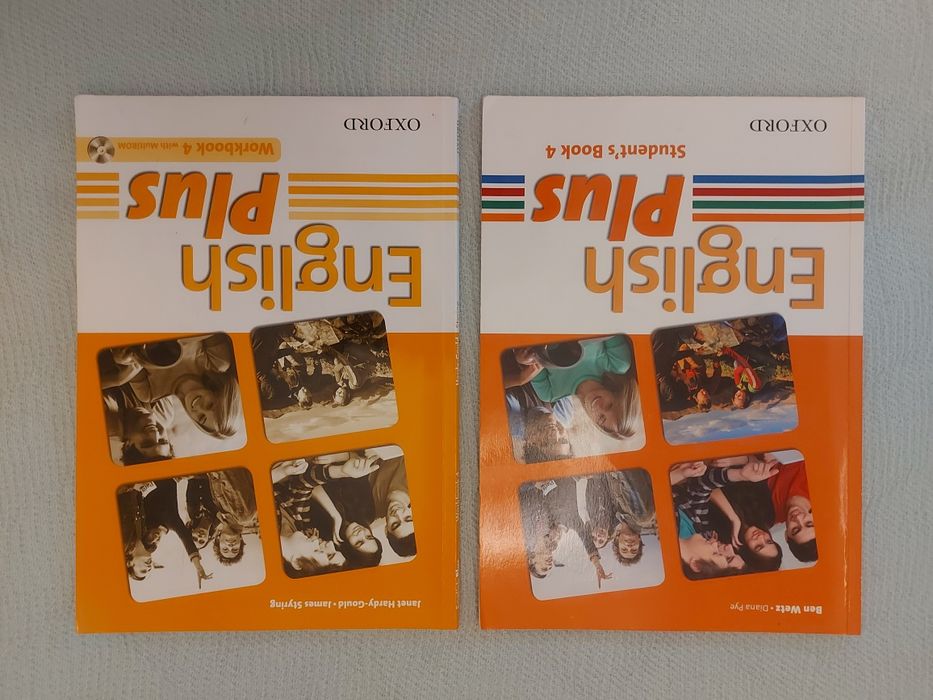 Ben Wetz • Diana Pye
English
Plus
Student's Book 4
OXFORD
Janet Hardy-Gould • James Styring
English
Plus
Workbook 4 with MultiROM
OXFORD